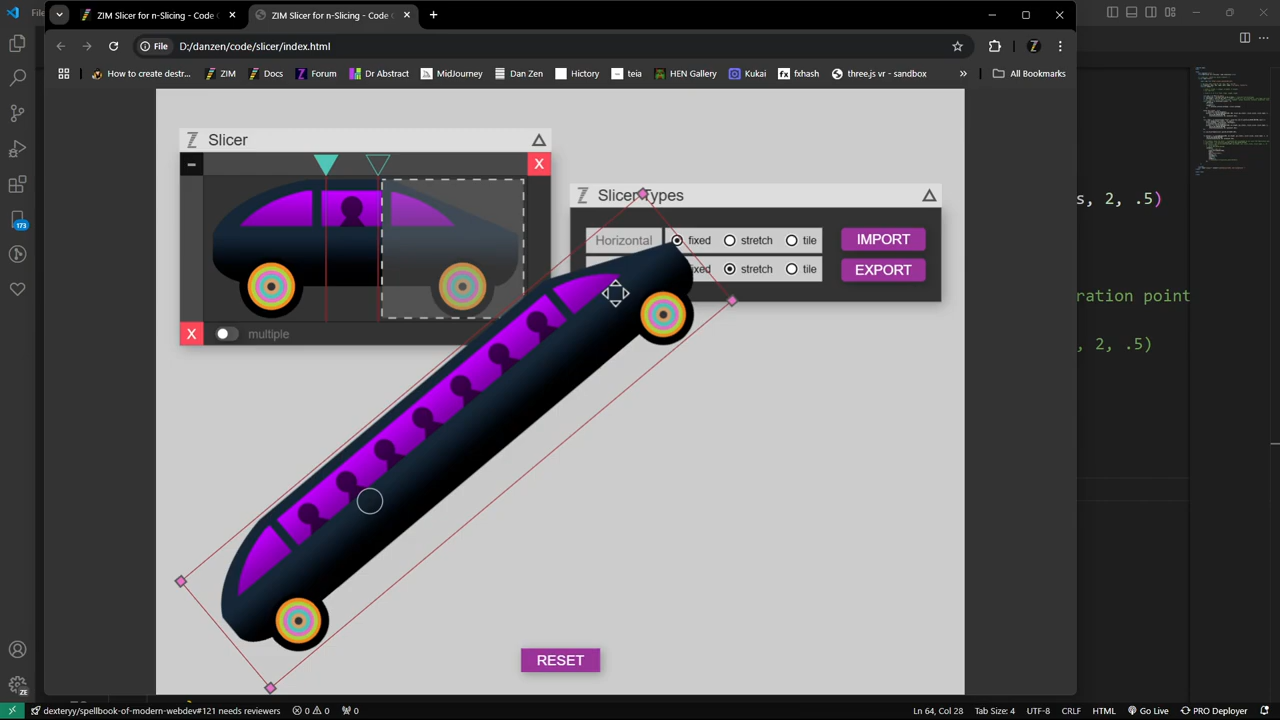 File
ZIM Slicer for n-Slicing - Code
ZIM Slicer for n-Slicing - Code
File
D:/danzen/code/slicer/index.html
How to create destr...
ZIM
Docs
Forum
Dr Abstract
MidJourney
Dan Zen
Hictory
teia
HEN Gallery
Kukai
fx fxhash
three.js vr - sandbox
All Bookmarks
Slicer
X
Slicer Types
s, 2, .5)
Horizontal
fixed
stretch
tile
IMPORT
fixed
stretch
tile
EXPORT
173
ration point
X
multiple
, 2, .5)
RESET
ZE
dexteryy/spellbook-of-modern-webdev#121 needs reviewers
0
0
0
Ln 64, Col 28
Tab Size: 4
UTF-8
CRLF
HTML
Go Live
PRO Deployer